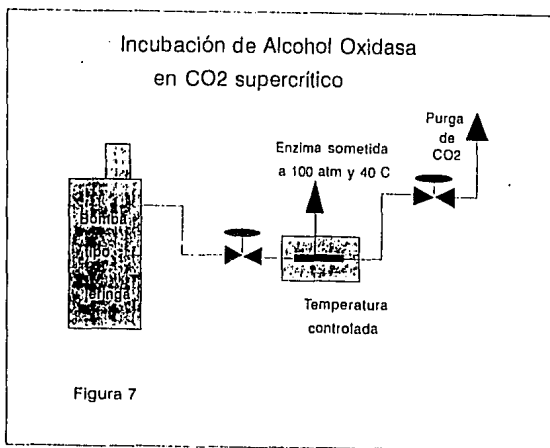 Incubación de Alcohol Oxidasa
en CO2 supercrítico
Purga
de
CO2
Enzima sometida
a 100 atm y 40 C
Bomba
tipo
jeringa
Temperatura
controlada
Figura 7